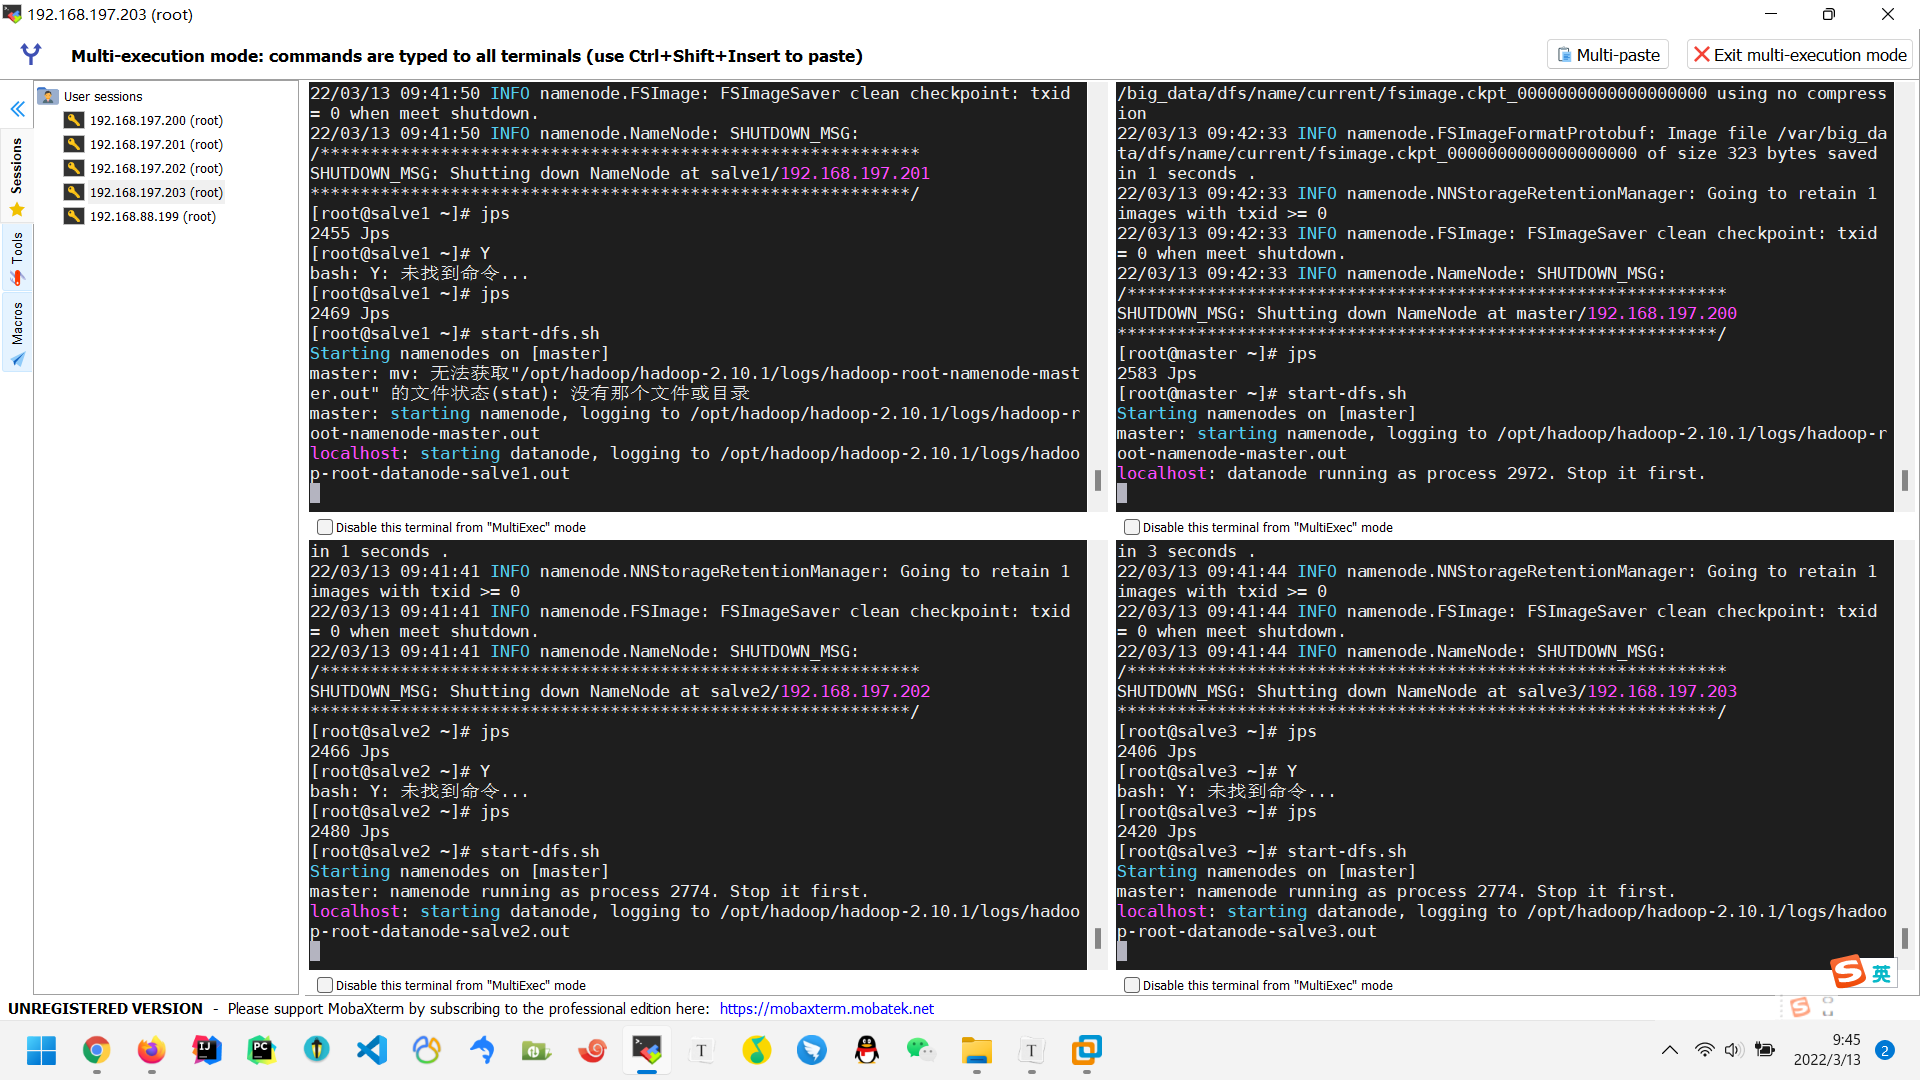 192.168.197.203 (root)
Multi-execution mode: commands are typed to all terminals (use Ctrl+Shift+Insert to paste)
Multi-paste
Exit multi-execution mode
Sessions
Tools
Macros
User sessions
192.168.197.200 (root)
192.168.197.201 (root)
192.168.197.202 (root)
192.168.197.203 (root)
192.168.88.199 (root)
22/03/13 09:41:50 INFO namenode.FSImage: FSImageSaver clean checkpoint: txid
= 0 when meet shutdown.
22/03/13 09:41:50 INFO namenode.NameNode: SHUTDOWN_MSG:
/************************************************************
SHUTDOWN_MSG: Shutting down NameNode at salve1/192.168.197.201
************************************************************/
[root@salve1 ~]# jps
2455 Jps
[root@salve1 ~]# Y
bash: Y: 未找到命令...
[root@salve1 ~]# jps
2469 Jps
[root@salve1 ~]# start-dfs.sh
Starting namenodes on [master]
master: mv: 无法获取"/opt/hadoop/hadoop-2.10.1/logs/hadoop-root-namenode-mast
er.out" 的文件状态(stat): 没有那个文件或目录
master: starting namenode, logging to /opt/hadoop/hadoop-2.10.1/logs/hadoop-r
oot-namenode-master.out
localhost: starting datanode, logging to /opt/hadoop/hadoop-2.10.1/logs/hadoo
p-root-datanode-salve1.out
Disable this terminal from "MultiExec" mode
/big_data/dfs/name/current/fsimage.ckpt_0000000000000000000 using no compress
ion
22/03/13 09:42:33 INFO namenode.FSImageFormatProtobuf: Image file /var/big_da
ta/dfs/name/current/fsimage.ckpt_0000000000000000000 of size 323 bytes saved
in 1 seconds .
22/03/13 09:42:33 INFO namenode.NNStorageRetentionManager: Going to retain 1
images with txid >= 0
22/03/13 09:42:33 INFO namenode.FSImage: FSImageSaver clean checkpoint: txid
= 0 when meet shutdown.
22/03/13 09:42:33 INFO namenode.NameNode: SHUTDOWN_MSG:
/************************************************************
SHUTDOWN_MSG: Shutting down NameNode at master/192.168.197.200
************************************************************/
[root@master ~]# jps
2583 Jps
[root@master ~]# start-dfs.sh
Starting namenodes on [master]
master: starting namenode, logging to /opt/hadoop/hadoop-2.10.1/logs/hadoop-r
oot-namenode-master.out
localhost: datanode running as process 2972. Stop it first.
Disable this terminal from "MultiExec" mode
in 1 seconds .
22/03/13 09:41:41 INFO namenode.NNStorageRetentionManager: Going to retain 1
images with txid >= 0
22/03/13 09:41:41 INFO namenode.FSImage: FSImageSaver clean checkpoint: txid
= 0 when meet shutdown.
22/03/13 09:41:41 INFO namenode.NameNode: SHUTDOWN_MSG:
/************************************************************
SHUTDOWN_MSG: Shutting down NameNode at salve2/192.168.197.202
************************************************************/
[root@salve2 ~]# jps
2466 Jps
[root@salve2 ~]# Y
bash: Y: 未找到命令...
[root@salve2 ~]# jps
2480 Jps
[root@salve2 ~]# start-dfs.sh
Starting namenodes on [master]
master: namenode running as process 2774. Stop it first.
localhost: starting datanode, logging to /opt/hadoop/hadoop-2.10.1/logs/hadoo
p-root-datanode-salve2.out
Disable this terminal from "MultiExec" mode
in 3 seconds .
22/03/13 09:41:44 INFO namenode.NNStorageRetentionManager: Going to retain 1
images with txid >= 0
22/03/13 09:41:44 INFO namenode.FSImage: FSImageSaver clean checkpoint: txid
= 0 when meet shutdown.
22/03/13 09:41:44 INFO namenode.NameNode: SHUTDOWN_MSG:
/************************************************************
SHUTDOWN_MSG: Shutting down NameNode at salve3/192.168.197.203
************************************************************/
[root@salve3 ~]# jps
2406 Jps
[root@salve3 ~]# Y
bash: Y: 未找到命令...
[root@salve3 ~]# jps
2420 Jps
[root@salve3 ~]# start-dfs.sh
Starting namenodes on [master]
master: namenode running as process 2774. Stop it first.
localhost: starting datanode, logging to /opt/hadoop/hadoop-2.10.1/logs/hadoo
p-root-datanode-salve3.out
Disable this terminal from "MultiExec" mode
S 英
UNREGISTERED VERSION - Please support MobaXterm by subscribing to the professional edition here: https://mobaxterm.mobatek.net
IJ
PC
T
T
9:45
2022/3/13
2